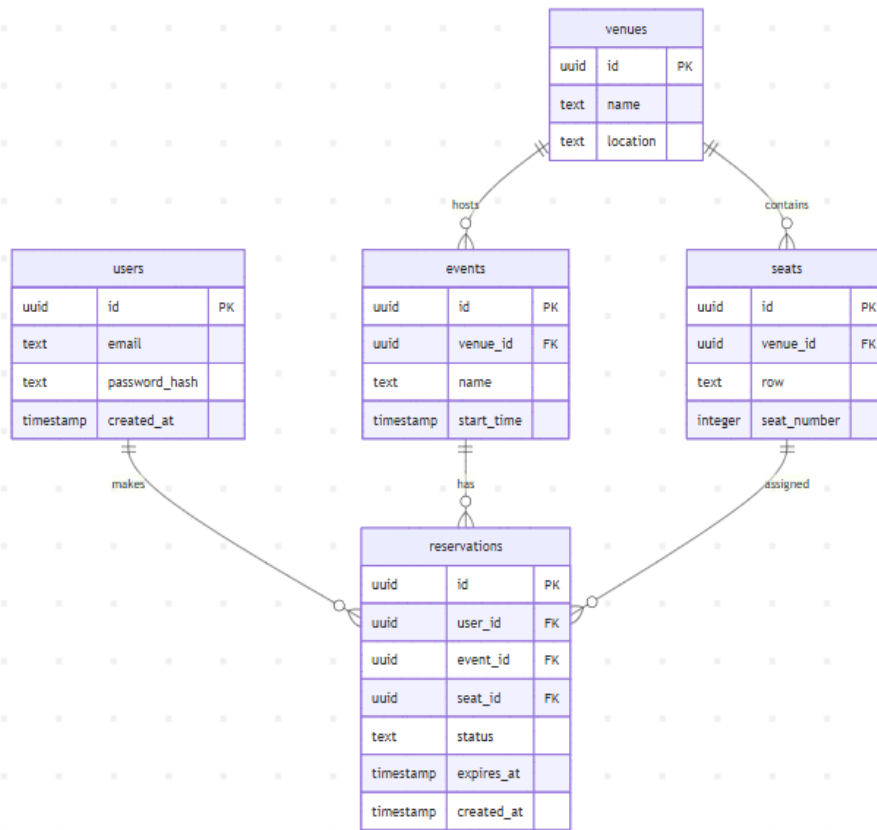 venues
uuid id PK
text name
text location
hosts
contains
users
uuid id PK
text email
text password_hash
timestamp created_at
events
uuid id PK
uuid venue_id FK
text name
timestamp start_time
seats
uuid id PK
uuid venue_id FK
text row
integer seat_number
makes
has
assigned
reservations
uuid id PK
uuid user_id FK
uuid event_id FK
uuid seat_id FK
text status
timestamp expires_at
timestamp created_at